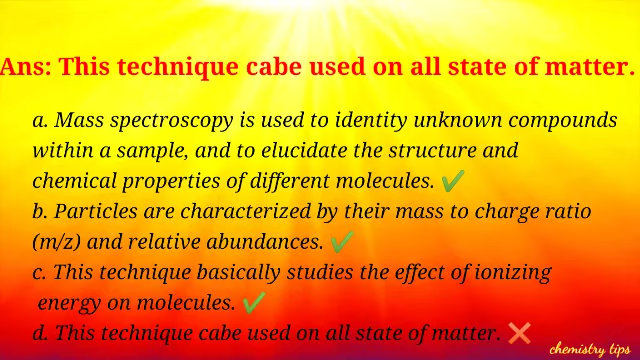 Ans: This technique cabe used on all state of matter.
a. Mass spectroscopy is used to identity unknown compounds
within a sample, and to elucidate the structure and
chemical properties of different molecules. ✔
b. Particles are characterized by their mass to charge ratio
(m/z) and relative abundances. ✔
c. This technique basically studies the effect of ionizing
energy on molecules. ✔
d. This technique cabe used on all state of matter. ❌
chemistry tips